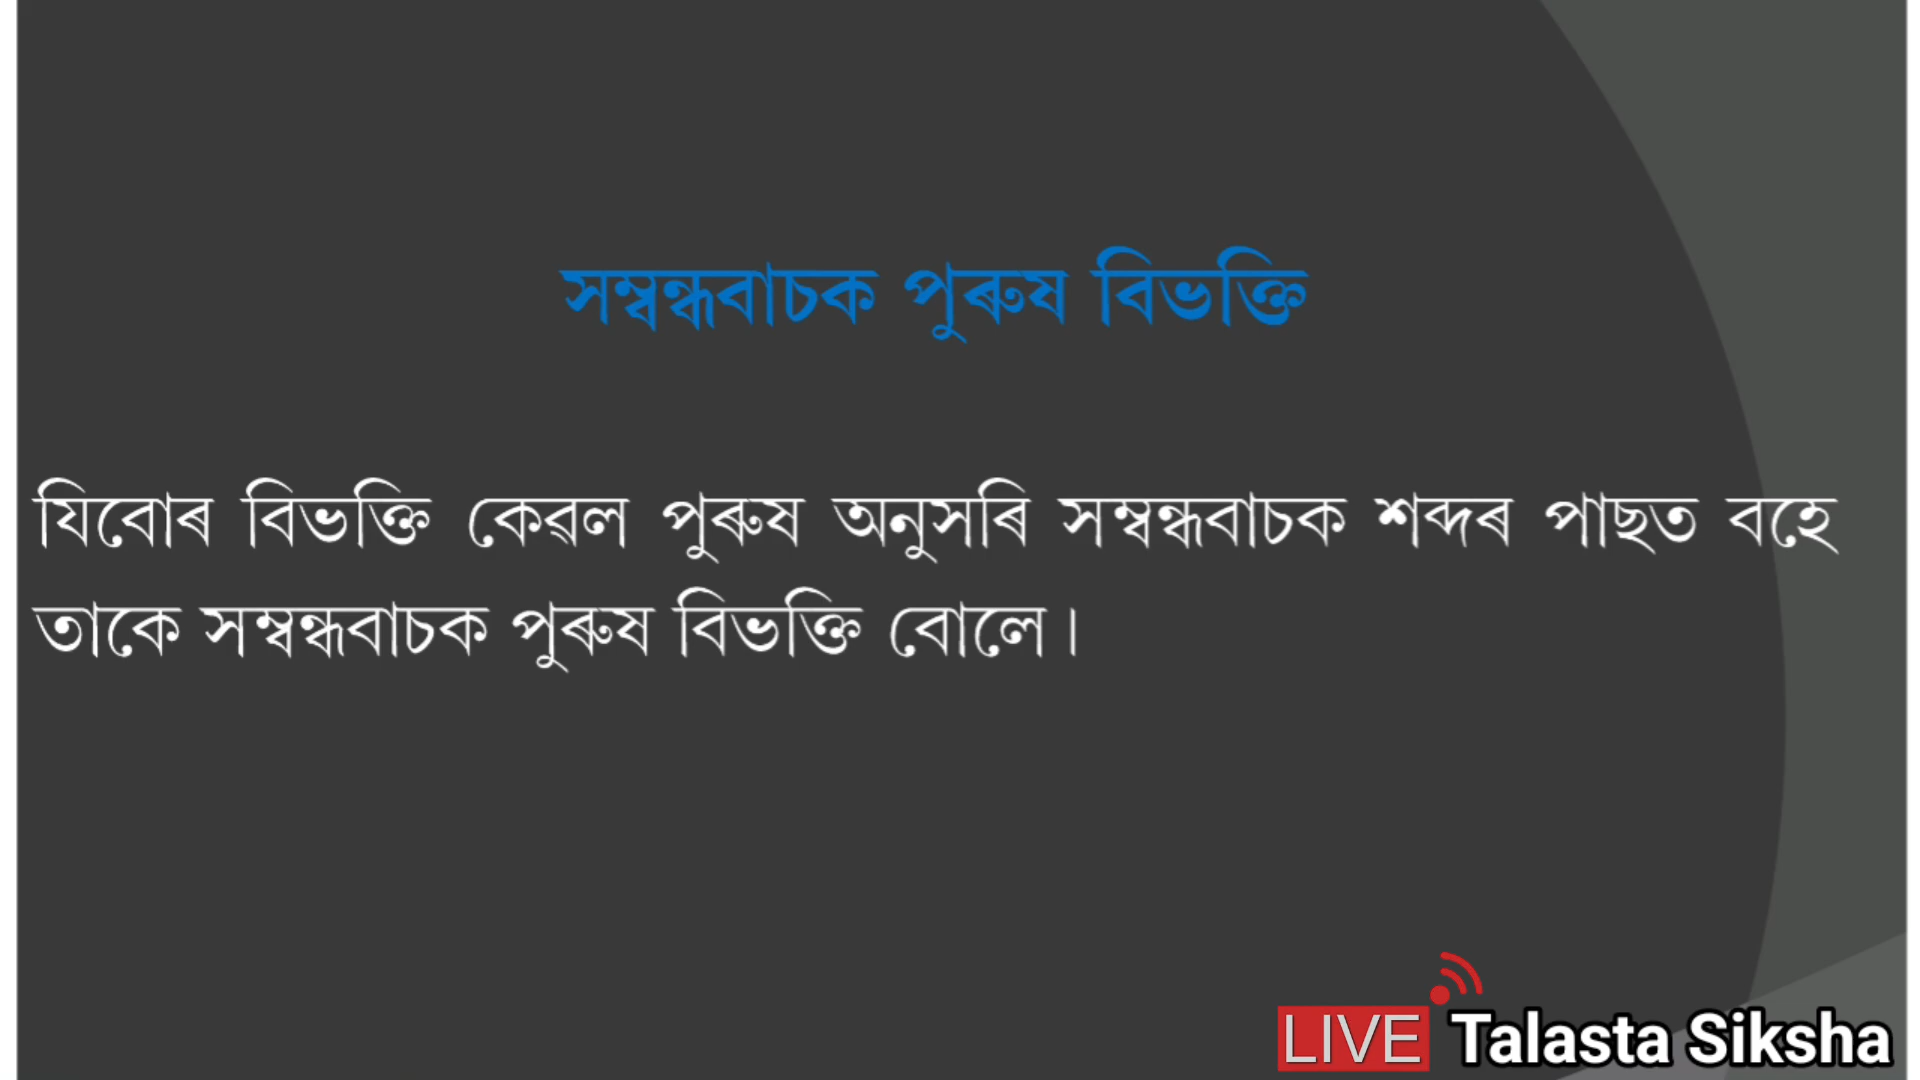 সম্বন্ধবাচক পুৰুষ বিভক্তি
যিবোৰ বিভক্তি কেৱল পুৰুষ অনুসৰি সম্বন্ধবাচক শব্দৰ পাছত বহে
তাকে সম্বন্ধবাচক পুৰুষ বিভক্তি বোলে।
LIVE Talasta Siksha